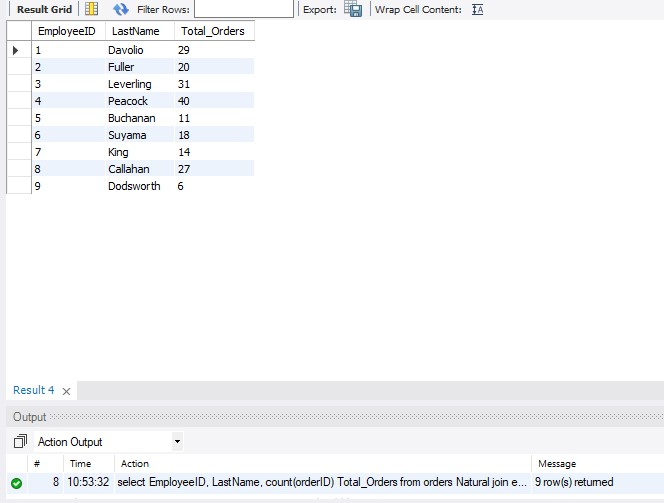 Result Grid Filter Rows: Export: Wrap Cell Content:
EmployeeID LastName Total_Orders
1 Davolio 29
2 Fuller 20
3 Leverling 31
4 Peacock 40
5 Buchanan 11
6 Suyama 18
7 King 14
8 Callahan 27
9 Dodsworth 6
Result 4
Output
Action Output
# Time Action Message
8 10:53:32 select EmployeeID, LastName, count(orderID) Total_Orders from orders Natural join e... 9 row(s) returned